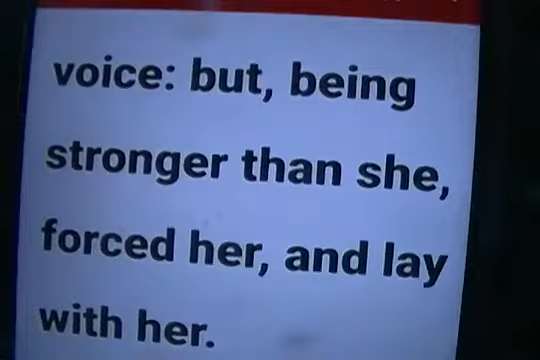 voice: but, being
stronger than she,
forced her, and lay
with her.